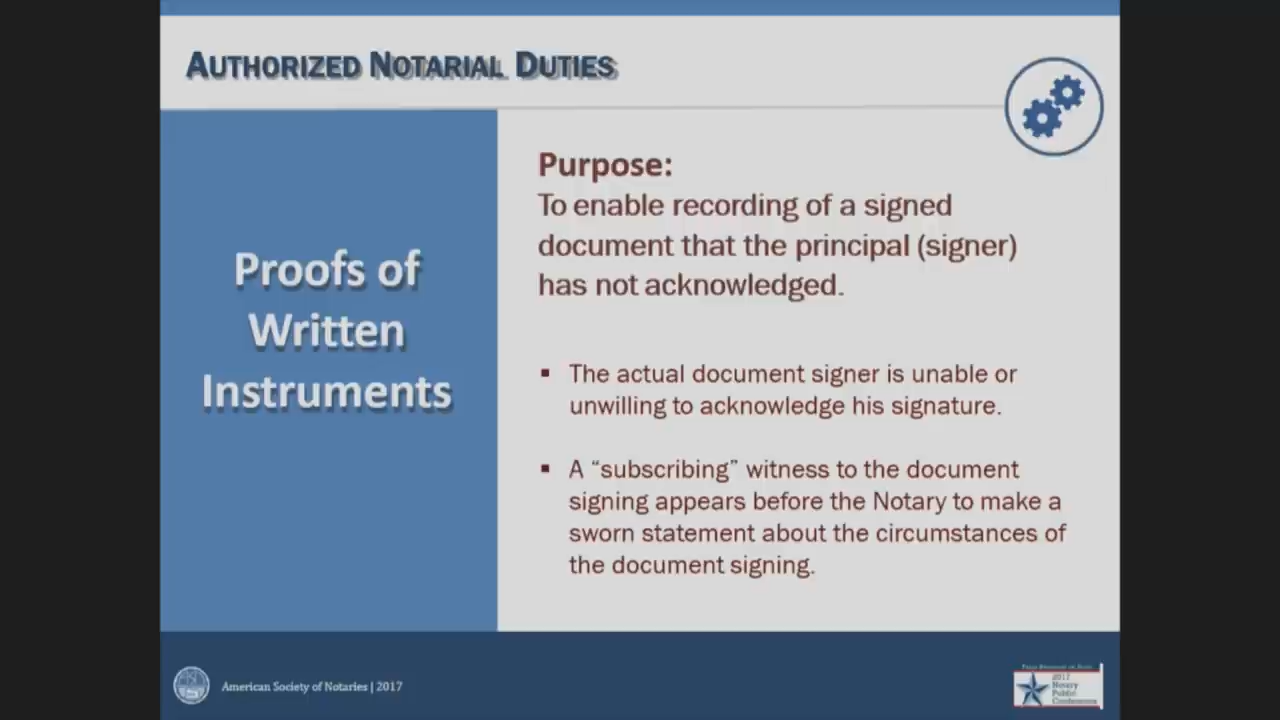 AUTHORIZED NOTARIAL DUTIES
Proofs of
Written
Instruments
Purpose:
To enable recording of a signed
document that the principal (signer)
has not acknowledged.
▪ The actual document signer is unable or
unwilling to acknowledge his signature.
▪ A “subscribing” witness to the document
signing appears before the Notary to make a
sworn statement about the circumstances of
the document signing.
American Society of Notaries | 2017
2017
Notary
Public
Conference